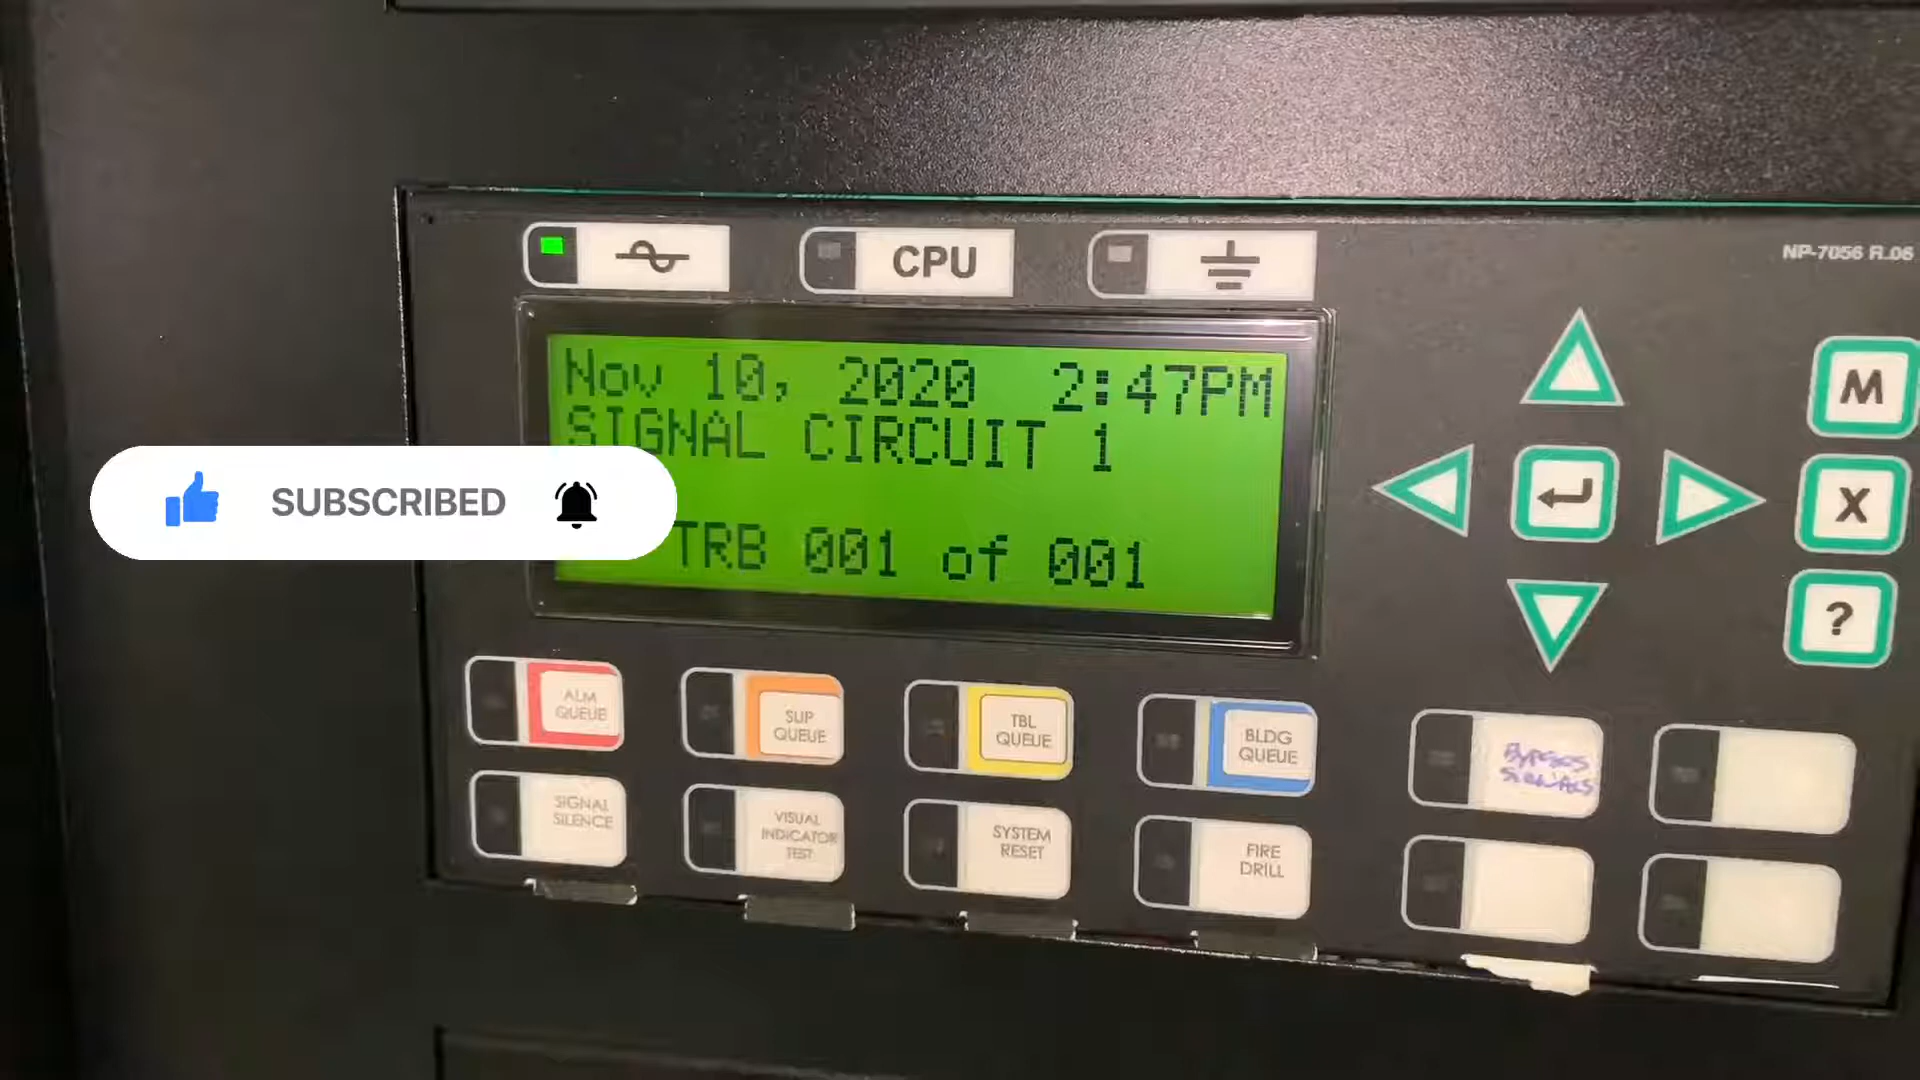 CPU
NP-7056 R.06
Nov 10, 2020 2:47PM
SIGNAL CIRCUIT 1
TRB 001 of 001
SUBSCRIBED
M
X
?
ALM
QUEUE
SUP
QUEUE
TBL
QUEUE
BLDG
QUEUE
Bypass
Signals
SIGNAL
SILENCE
VISUAL
INDICATOR
TEST
SYSTEM
RESET
FIRE
DRILL